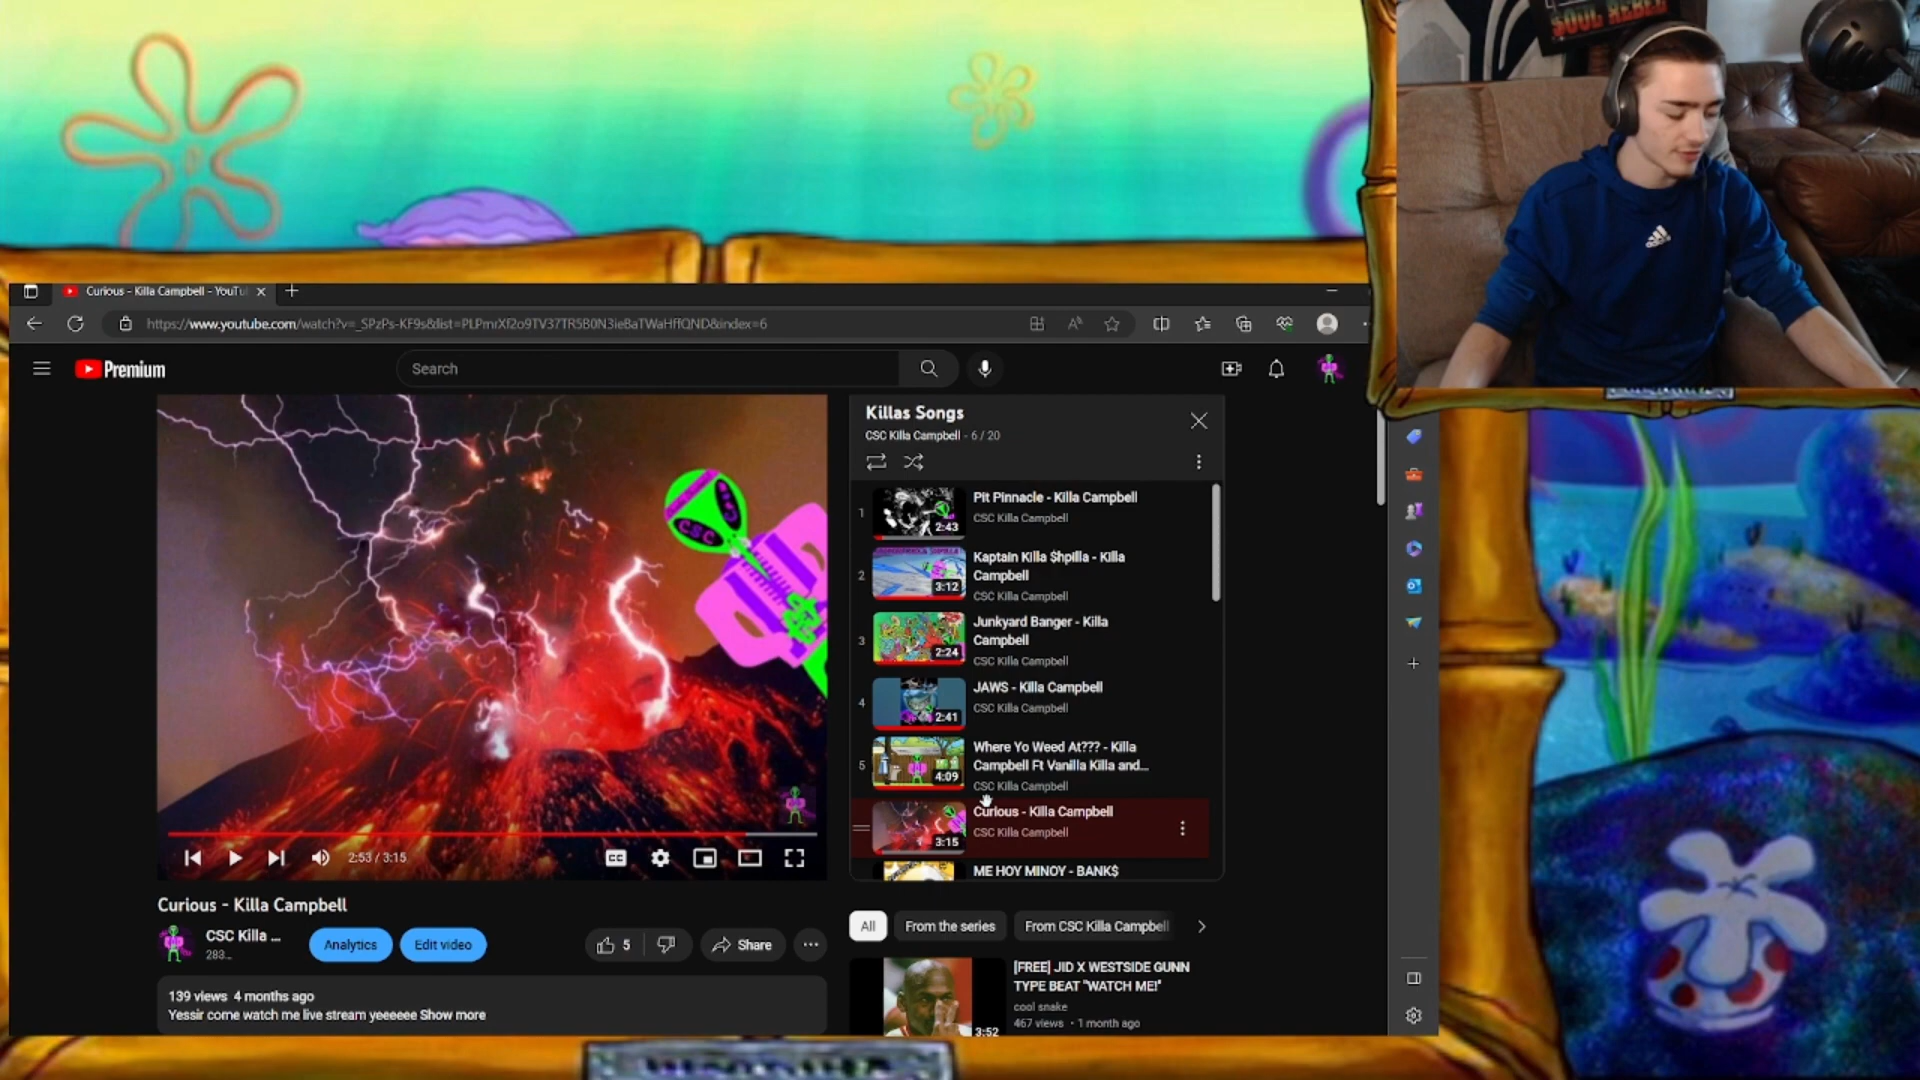 $OUL REBEL
Curious - Killa Campbell - YouTu
https://www.youtube.com/watch?v=_SPzPs-KF9s&list=PLPmrXf2o9TV37TR5B0N3ieBaTWaHffQND&index=6
Premium
Search
CSC
Killas Songs
CSC Killa Campbell - 6 / 20
1
2:43
Pit Pinnacle - Killa Campbell
CSC Killa Campbell
2
3:12
Kaptain Killa $hpilla - Killa
Campbell
CSC Killa Campbell
3
2:24
Junkyard Banger - Killa
Campbell
CSC Killa Campbell
4
2:41
JAWS - Killa Campbell
CSC Killa Campbell
5
4:09
Where Yo Weed At??? - Killa
Campbell Ft Vanilla Killa and...
CSC Killa Campbell
3:15
Curious - Killa Campbell
CSC Killa Campbell
ME HOY MINOY - BANK$
2:53 / 3:15
CC
Curious - Killa Campbell
CSC Killa ...
283...
Analytics
Edit video
5
Share
139 views 4 months ago
Yessir come watch me live stream yeeeeee Show more
All
From the series
From CSC Killa Campbell
3:52
[FREE] JID X WESTSIDE GUNN
TYPE BEAT "WATCH ME!"
cool snake
467 views • 1 month ago